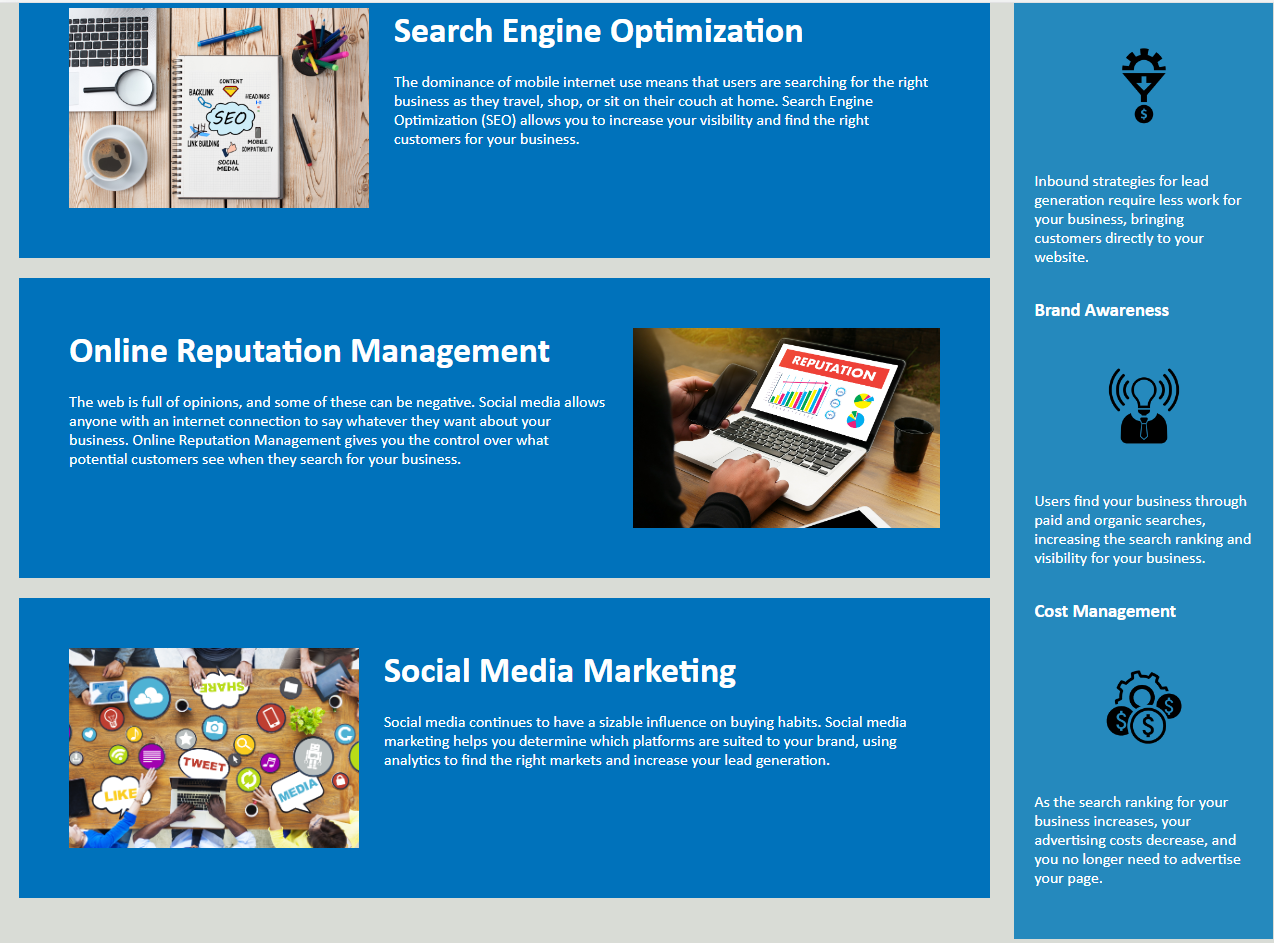 Search Engine Optimization
The dominance of mobile internet use means that users are searching for the right
business as they travel, shop, or sit on their couch at home. Search Engine
Optimization (SEO) allows you to increase your visibility and find the right
customers for your business.
CONTENT
BACKLINK
HEADINGS
SEO
LINK BUILDING
MOBILE
COMPATIBILITY
SOCIAL
MEDIA
Online Reputation Management
The web is full of opinions, and some of these can be negative. Social media allows
anyone with an internet connection to say whatever they want about your
business. Online Reputation Management gives you the control over what
potential customers see when they search for your business.
REPUTATION
Social Media Marketing
Social media continues to have a sizable influence on buying habits. Social media
marketing helps you determine which platforms are suited to your brand, using
analytics to find the right markets and increase your lead generation.
SHARE
TWEET
LIKE
MEDIA
$
Inbound strategies for lead
generation require less work for
your business, bringing
customers directly to your
website.
Brand Awareness
Users find your business through
paid and organic searches,
increasing the search ranking and
visibility for your business.
Cost Management
$ $ $
As the search ranking for your
business increases, your
advertising costs decrease, and
you no longer need to advertise
your page.